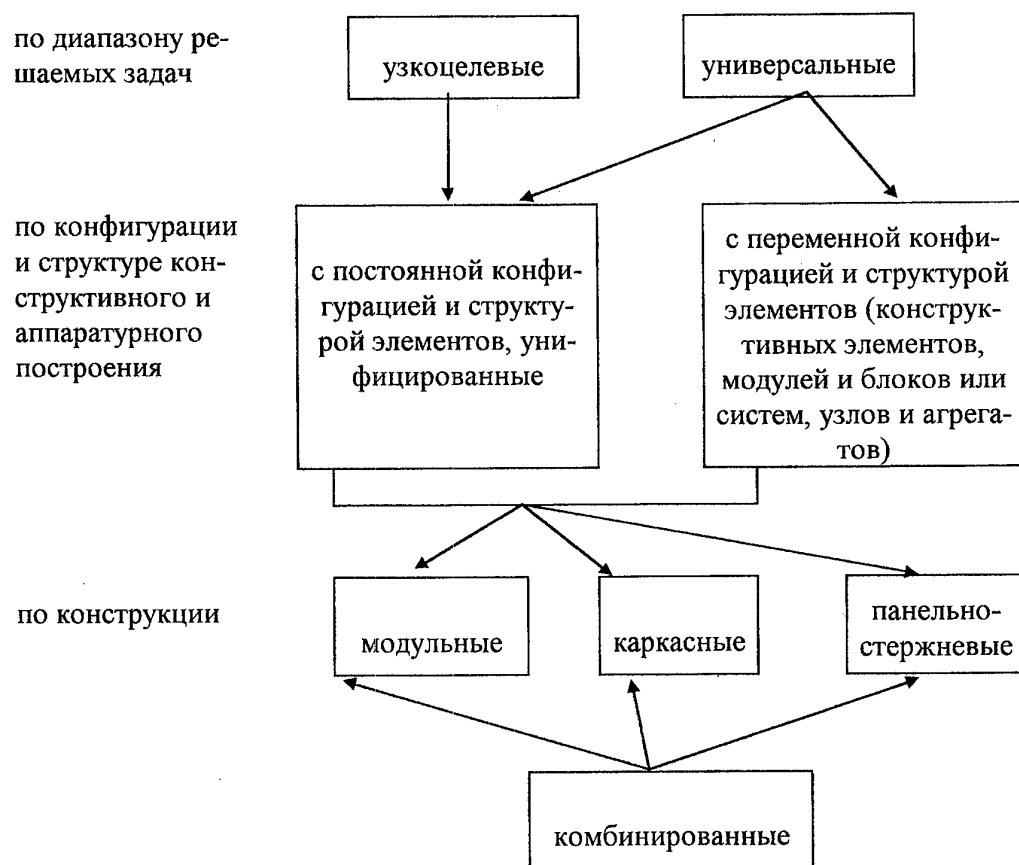 по диапазону ре-
шаемых задач
узкоцелевые
универсальные
по конфигурации
и структуре кон-
структивного и
аппаратурного
построения
с постоянной конфи-
гурацией и структу-
рой элементов, уни-
фицированные
с переменной конфи-
гурацией и структурой
элементов (конструк-
тивных элементов,
модулей и блоков или
систем, узлов и агрега-
тов)
по конструкции
модульные
каркасные
панельно-
стержневые
комбинированные